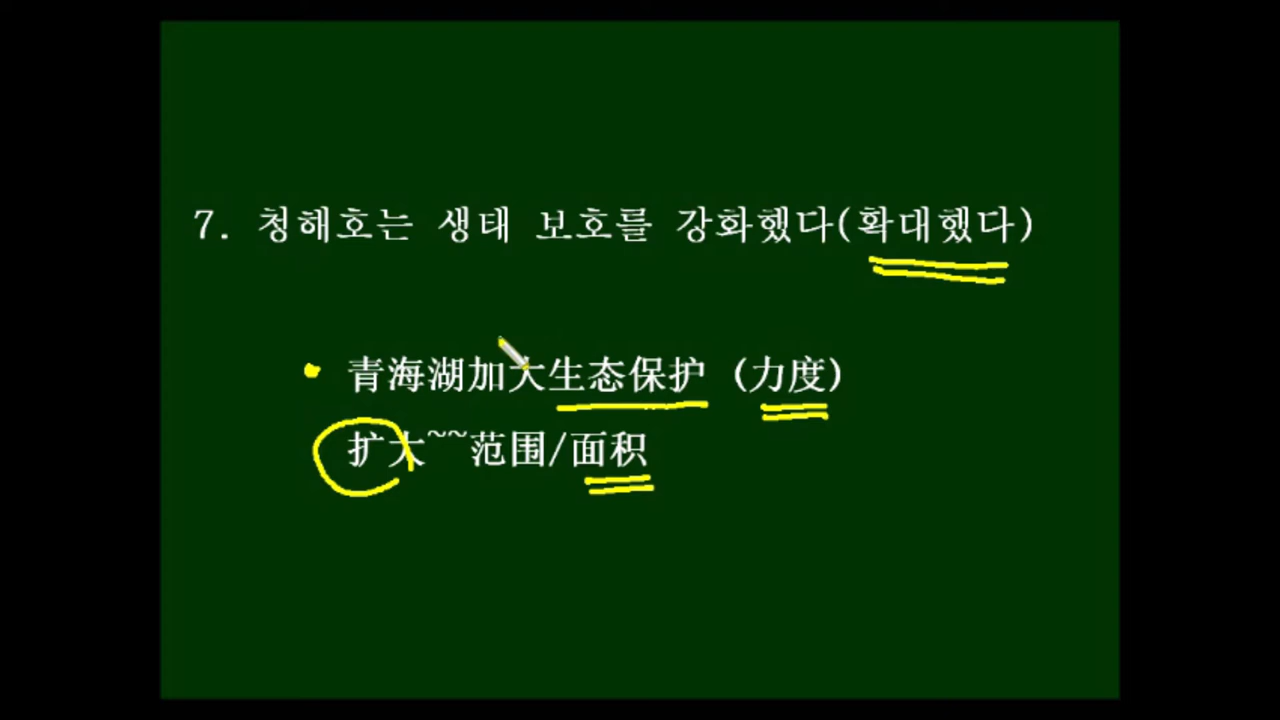 7. 청해호는 생태 보호를 강화했다(확대했다)
青海湖加大生态保护 (力度)
扩大~~范围/面积